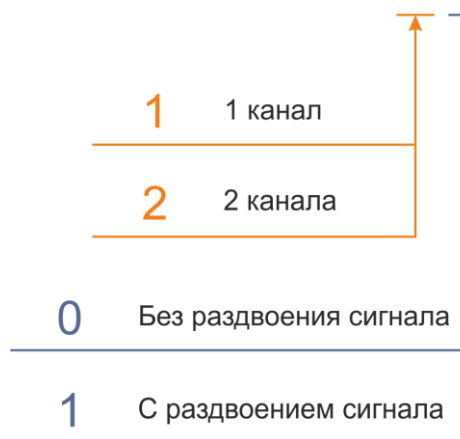 1 1 канал
2 2 канала
0 Без раздвоения сигнала
1 С раздвоением сигнала